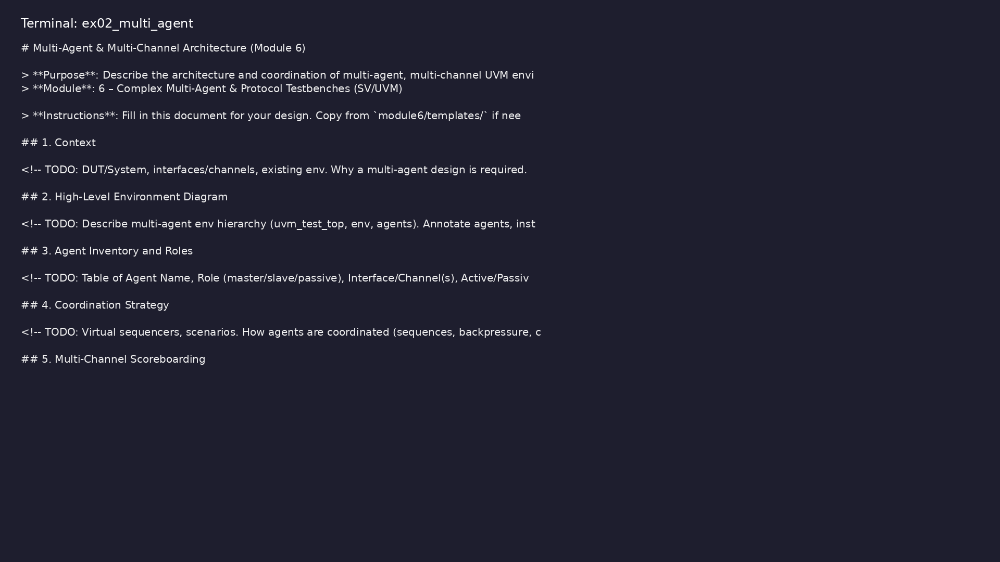 Terminal: ex02_multi_agent
# Multi-Agent & Multi-Channel Architecture (Module 6)
> **Purpose**: Describe the architecture and coordination of multi-agent, multi-channel UVM envi
> **Module**: 6 – Complex Multi-Agent & Protocol Testbenches (SV/UVM)
> **Instructions**: Fill in this document for your design. Copy from `module6/templates/` if nee
## 1. Context
<!-- TODO: DUT/System, interfaces/channels, existing env. Why a multi-agent design is required.
## 2. High-Level Environment Diagram
<!-- TODO: Describe multi-agent env hierarchy (uvm_test_top, env, agents). Annotate agents, inst
## 3. Agent Inventory and Roles
<!-- TODO: Table of Agent Name, Role (master/slave/passive), Interface/Channel(s), Active/Passiv
## 4. Coordination Strategy
<!-- TODO: Virtual sequencers, scenarios. How agents are coordinated (sequences, backpressure, c
## 5. Multi-Channel Scoreboarding